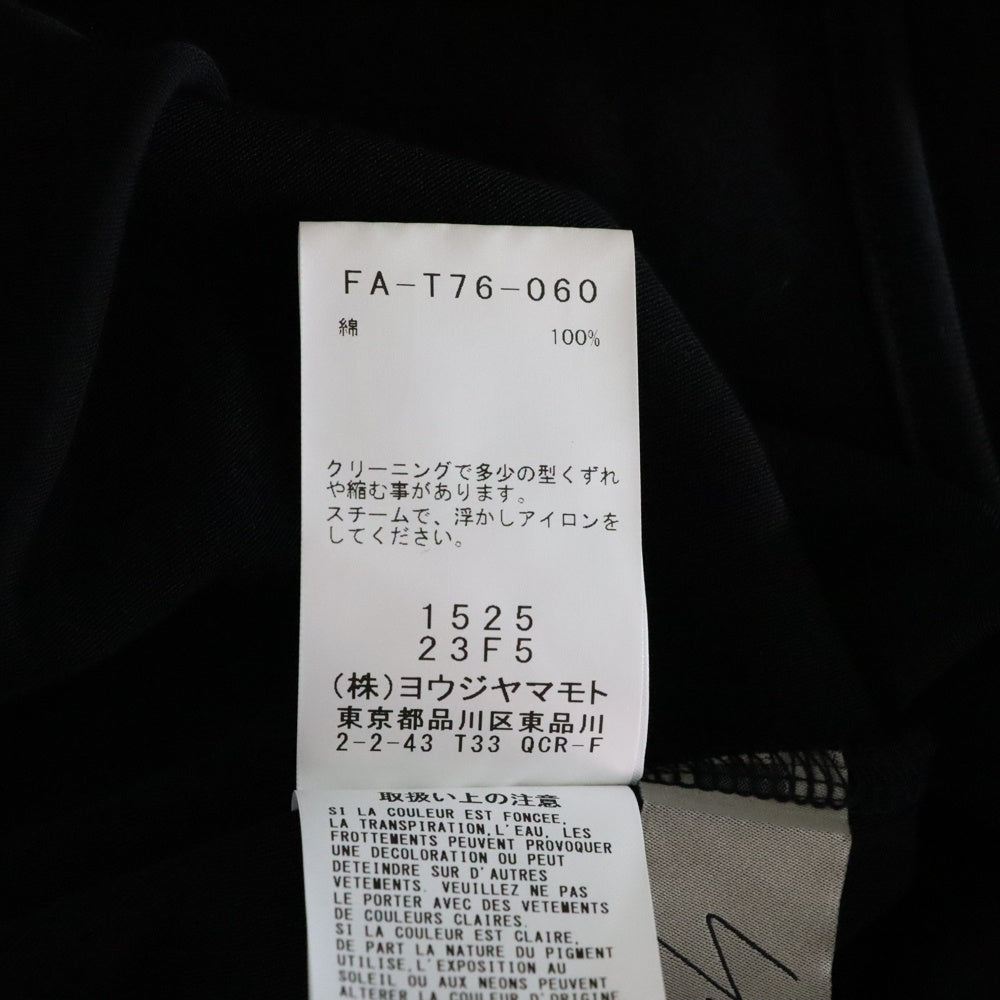 FA-T76-060
綿 100%
クリーニングで多少の型くずれ
や縮む事があります。
スチームで、浮かしアイロンを
してください。
1525
23F5
(株)ヨウジヤマモト
東京都品川区東品川
2-2-43 T33 QCR-F
取扱い上の注意
SI LA COULEUR EST FONCEE,
LA TRANSPIRATION,L'EAU, LES
FROTTEMENTS PEUVENT PROVOQUER
UNE DECOLORATION OU PEUT
DETEINDRE SUR D'AUTRES
VETEMENTS. VEUILLEZ NE PAS
LE PORTER AVEC DES VETEMENTS
DE COULEURS CLAIRES.
SI LA COULEUR EST CLAIRE,
DE PART LA NATURE DU PIGMENT
UTILISE,L'EXPOSITION AU
SOLEIL OU AUX NEONS PEUVENT
ALTERER LA COULEUR D'ORIGINE